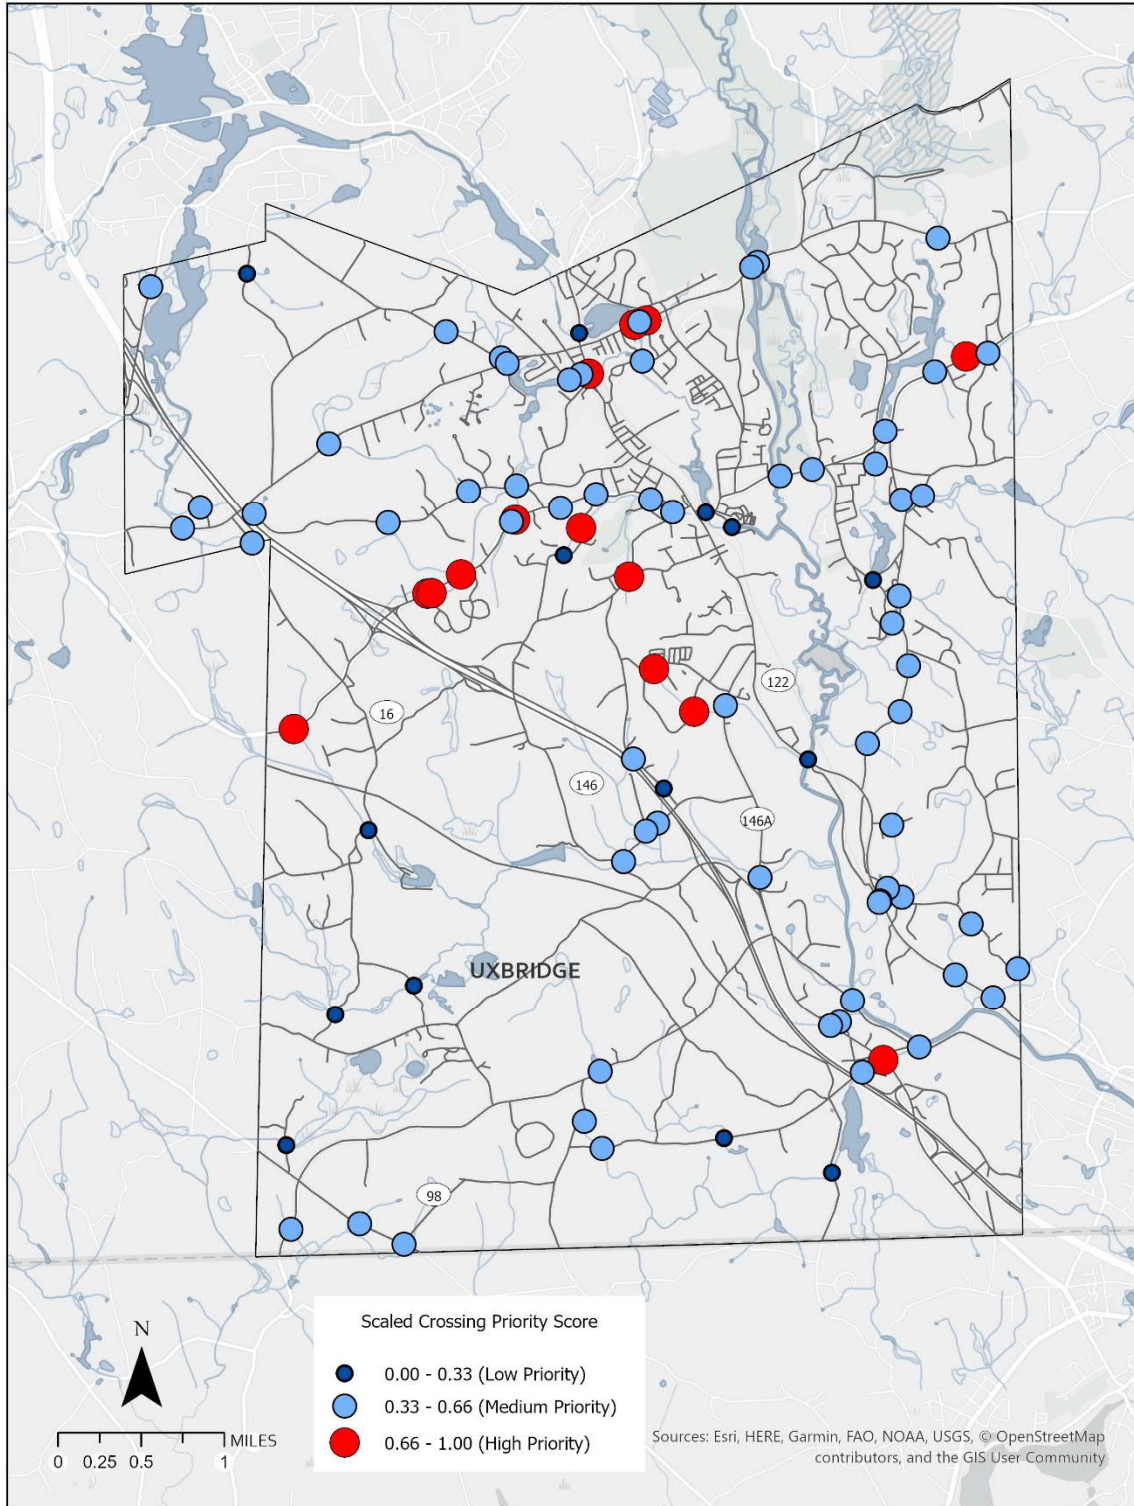 122
16
146
146A
UXBRIDGE
98
Scaled Crossing Priority Score
0.00 - 0.33 (Low Priority)
0.33 - 0.66 (Medium Priority)
0.66 - 1.00 (High Priority)
N
MILES
0 0.25 0.5 1
Sources: Esri, HERE, Garmin, FAO, NOAA, USGS, © OpenStreetMap
contributors, and the GIS User Community